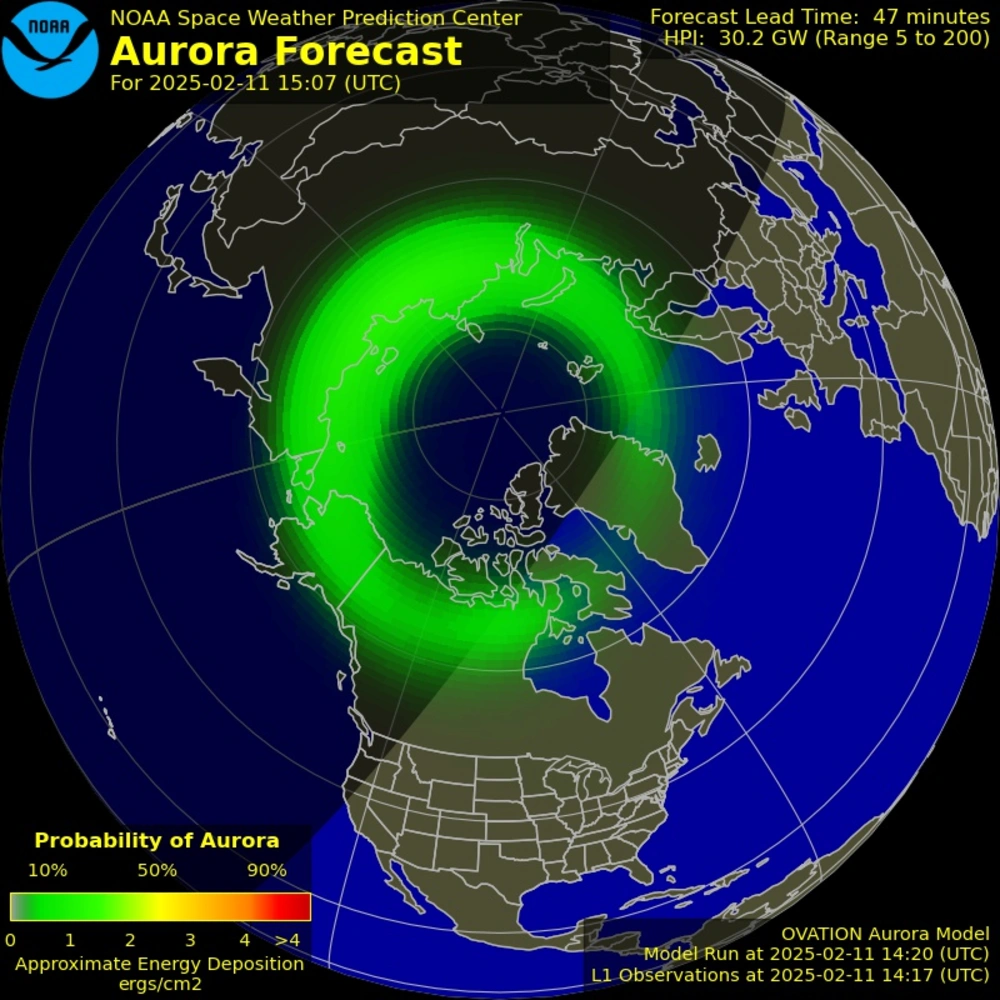 NOAA
NOAA Space Weather Prediction Center
Aurora Forecast
For 2025-02-11 15:07 (UTC)
Forecast Lead Time: 47 minutes
HPI: 30.2 GW (Range 5 to 200)
Probability of Aurora
10% 50% 90%
0 1 2 3 4 >4
Approximate Energy Deposition
ergs/cm2
OVATION Aurora Model
Model Run at 2025-02-11 14:20 (UTC)
L1 Observations at 2025-02-11 14:17 (UTC)